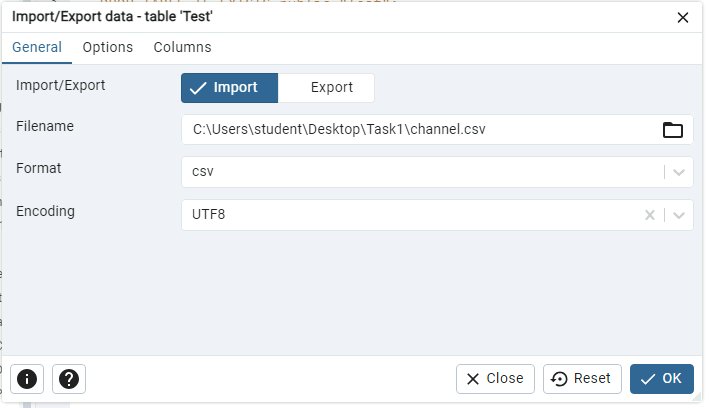 Import/Export data - table 'Test'
General Options Columns
Import/Export Import Export
Filename C:\Users\student\Desktop\Task1\channel.csv
Format csv
Encoding UTF8
Close Reset OK